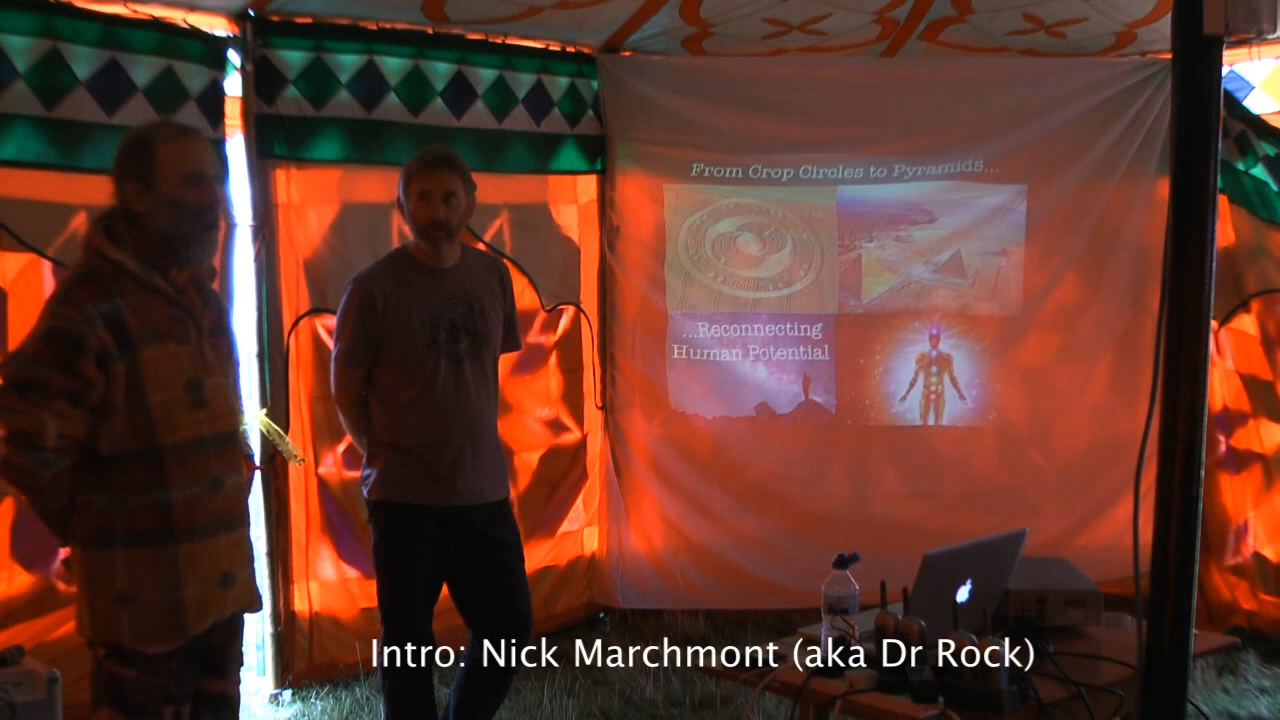 From Crop Circles to Pyramids...
...Reconnecting
Human Potential
Intro: Nick Marchmont (aka Dr Rock)